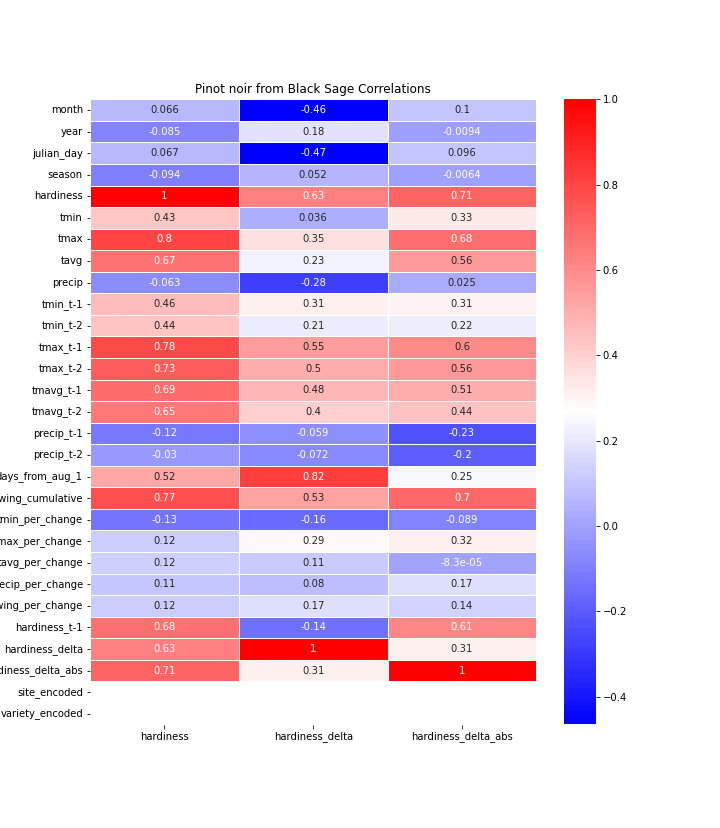 Pinot noir from Black Sage Correlations
month 0.066 -0.46 0.1
year -0.085 0.18 -0.0094
julian_day 0.067 -0.47 0.096
season -0.094 0.052 -0.0064
hardiness 1 0.63 0.71
tmin 0.43 0.036 0.33
tmax 0.8 0.35 0.68
tavg 0.67 0.23 0.56
precip -0.063 -0.28 0.025
tmin_t-1 0.46 0.31 0.31
tmin_t-2 0.44 0.21 0.22
tmax_t-1 0.78 0.55 0.6
tmax_t-2 0.73 0.5 0.56
tmavg_t-1 0.69 0.48 0.51
tmavg_t-2 0.65 0.4 0.44
precip_t-1 -0.12 -0.059 -0.23
precip_t-2 -0.03 -0.072 -0.2
days_from_aug_1 0.52 0.82 0.25
wing_cumulative 0.77 0.53 0.7
tmin_per_change -0.13 -0.16 -0.089
max_per_change 0.12 0.29 0.32
tavg_per_change 0.12 0.11 -8.3e-05
ecip_per_change 0.11 0.08 0.17
wing_per_change 0.12 0.17 0.14
hardiness_t-1 0.68 -0.14 0.61
hardiness_delta 0.63 1 0.31
diness_delta_abs 0.71 0.31 1
site_encoded
variety_encoded
hardiness hardiness_delta hardiness_delta_abs
1.0
0.8
0.6
0.4
0.2
0.0
−0.2
−0.4